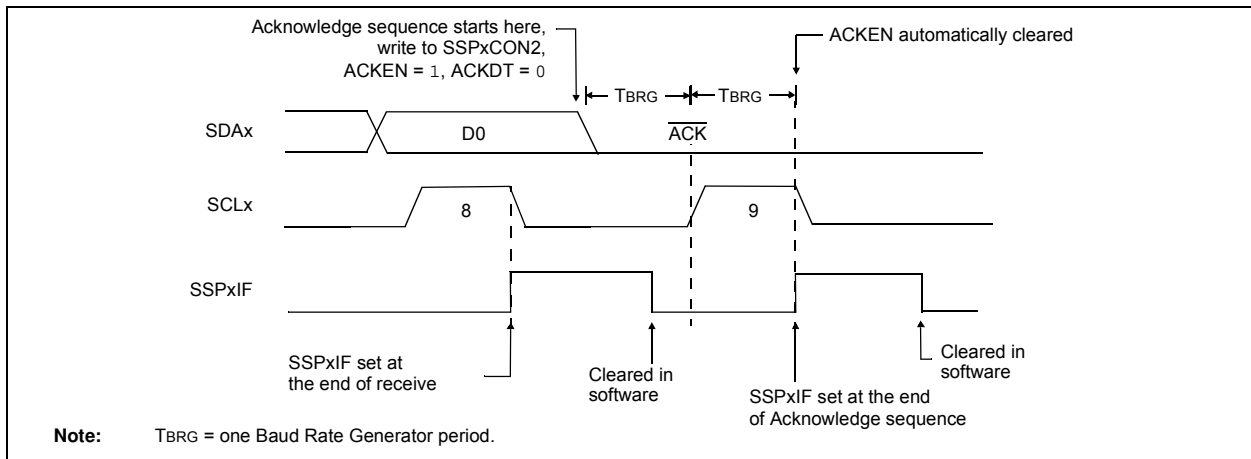 Acknowledge sequence starts here,
write to SSPxCON2,
ACKEN = 1, ACKDT = 0
ACKEN automatically cleared
TBRG
TBRG
SDAx
D0
ACK
SCLx
8
9
SSPxIF
SSPxIF set at
the end of receive
Cleared in
software
SSPxIF set at the end
of Acknowledge sequence
Cleared in
software
Note: TBRG = one Baud Rate Generator period.